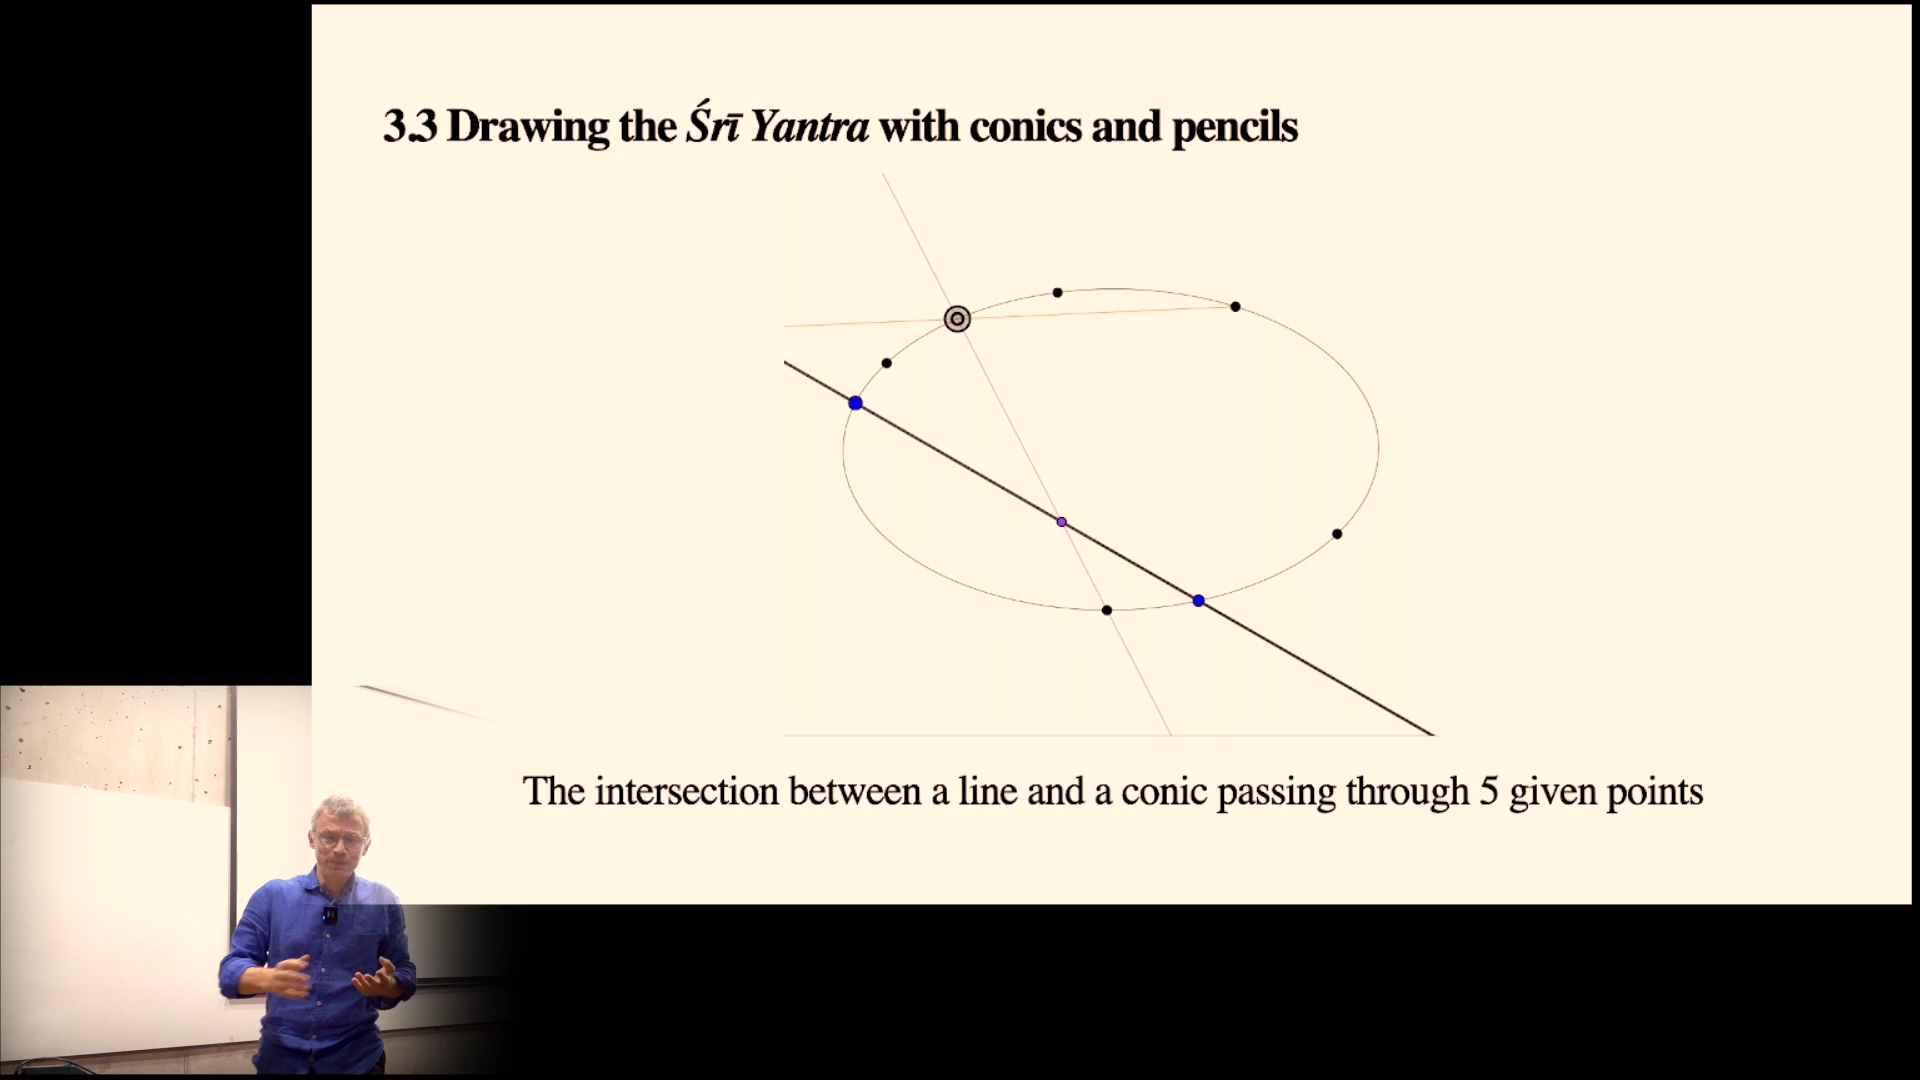 3.3 Drawing the Śrī Yantra with conics and pencils
The intersection between a line and a conic passing through 5 given points